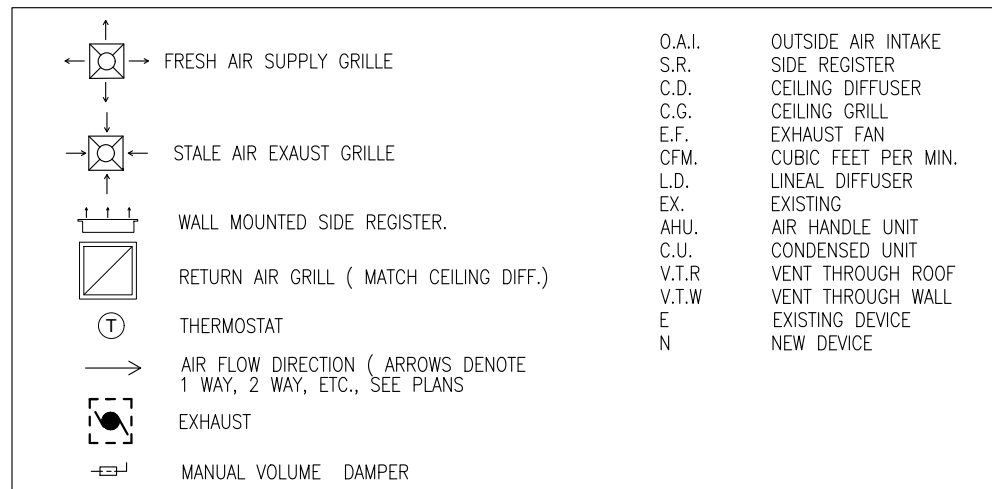 FRESH AIR SUPPLY GRILLE
STALE AIR EXAUST GRILLE
WALL MOUNTED SIDE REGISTER.
RETURN AIR GRILL ( MATCH CEILING DIFF.)
T
THERMOSTAT
AIR FLOW DIRECTION ( ARROWS DENOTE
1 WAY, 2 WAY, ETC., SEE PLANS
EXHAUST
MANUAL VOLUME DAMPER
O.A.I. OUTSIDE AIR INTAKE
S.R. SIDE REGISTER
C.D. CEILING DIFFUSER
C.G. CEILING GRILL
E.F. EXHAUST FAN
CFM. CUBIC FEET PER MIN.
L.D. LINEAL DIFFUSER
EX. EXISTING
AHU. AIR HANDLE UNIT
C.U. CONDENSED UNIT
V.T.R VENT THROUGH ROOF
V.T.W VENT THROUGH WALL
E EXISTING DEVICE
N NEW DEVICE